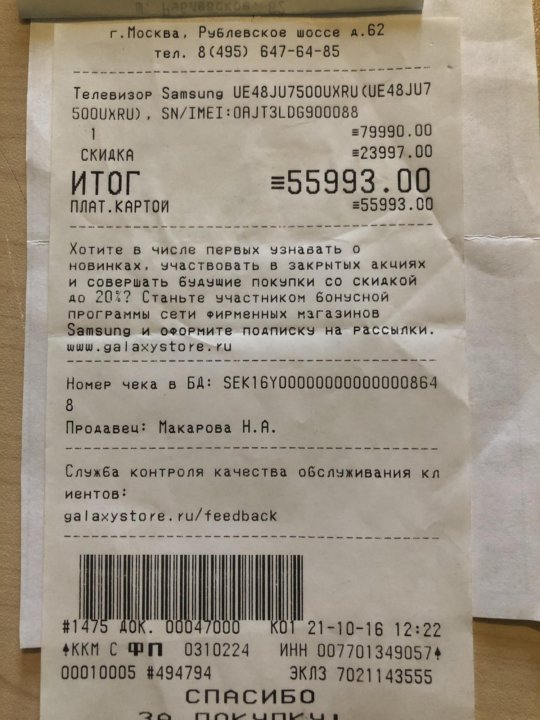 г.Москва, Рублевское шоссе д.62
тел. 8(495) 647-64-85
Телевизор Samsung UE48JU7500UXRU(UE48JU7
500UXRU), SN/IMEI:0AJT3LDG900088
1 ≡79990.00
СКИДКА ≡23997.00
ИТОГ ≡55993.00
ПЛАТ.КАРТОЙ ≡55993.00
Хотите в числе первых узнавать о
новинках, участвовать в закрытых акциях
и совершать будущие покупки со скидкой
до 20%? Станьте участником бонусной
программы сети фирменных магазинов
Samsung и оформите подписку на рассылки.
www.galaxystore.ru
Номер чека в БД: SEK16Y00000000000000864
8
Продавец: Макарова Н.А.
Служба контроля качества обслуживания кл
иентов:
galaxystore.ru/feedback
#1475 ДОК. 00047000 К01 21-10-16 12:22
ККМ С ФП 0310224 ИНН 007701349057
00010005 #494794 ЭКЛЗ 7021143555
СПАСИБО
ЗА ПОКУПКУ!